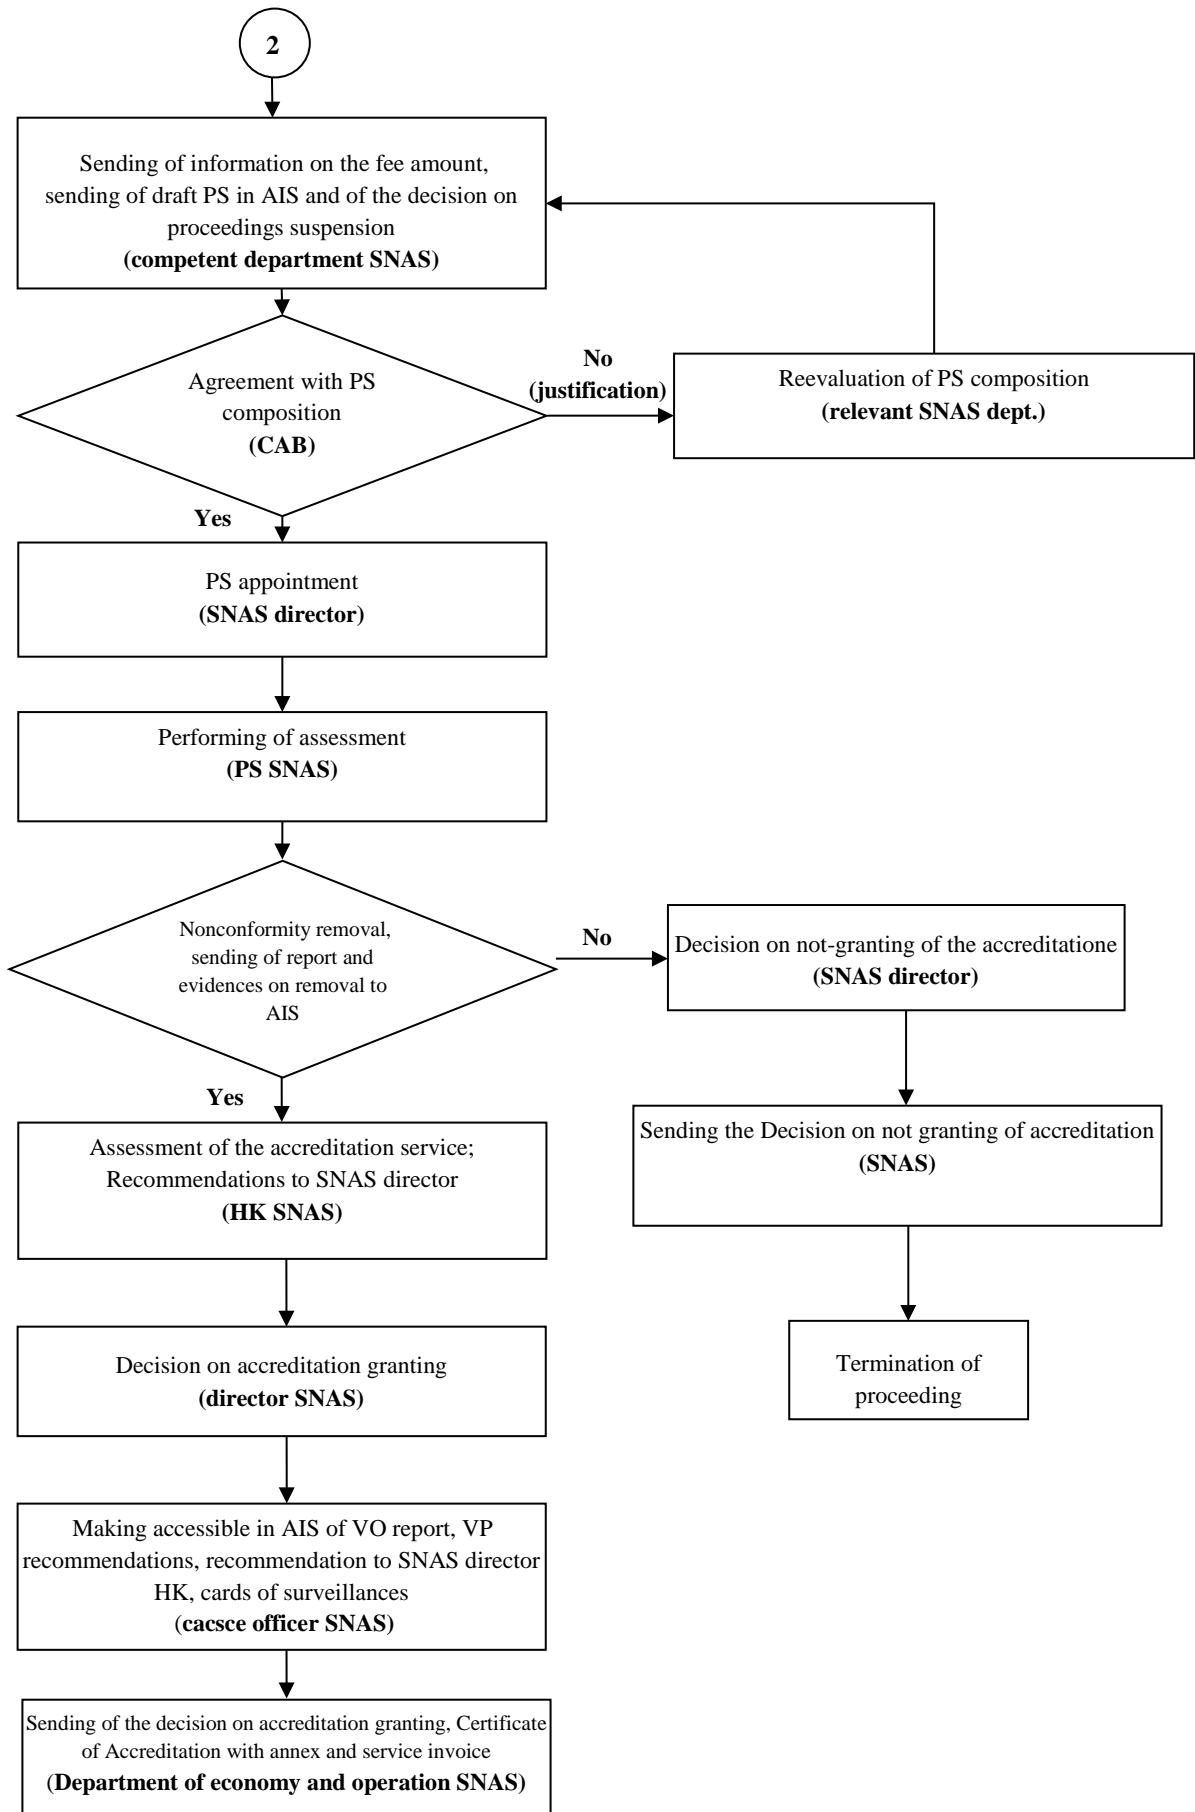 2
Sending of information on the fee amount,
sending of draft PS in AIS and of the decision on
proceedings suspension
(competent department SNAS)
Agreement with PS
composition
(CAB)
No
(justification)
Reevaluation of PS composition
(relevant SNAS dept.)
Yes
PS appointment
(SNAS director)
Performing of assessment
(PS SNAS)
Nonconformity removal,
sending of report and
evidences on removal to
AIS
No
Decision on not-granting of the accreditatione
(SNAS director)
Yes
Sending the Decision on not granting of accreditation
(SNAS)
Assessment of the accreditation service;
Recommendations to SNAS director
(HK SNAS)
Decision on accreditation granting
(director SNAS)
Termination of
proceeding
Making accessible in AIS of VO report, VP
recommendations, recommendation to SNAS director
HK, cards of surveillances
(cacsce officer SNAS)
Sending of the decision on accreditation granting, Certificate
of Accreditation with annex and service invoice
(Department of economy and operation SNAS)